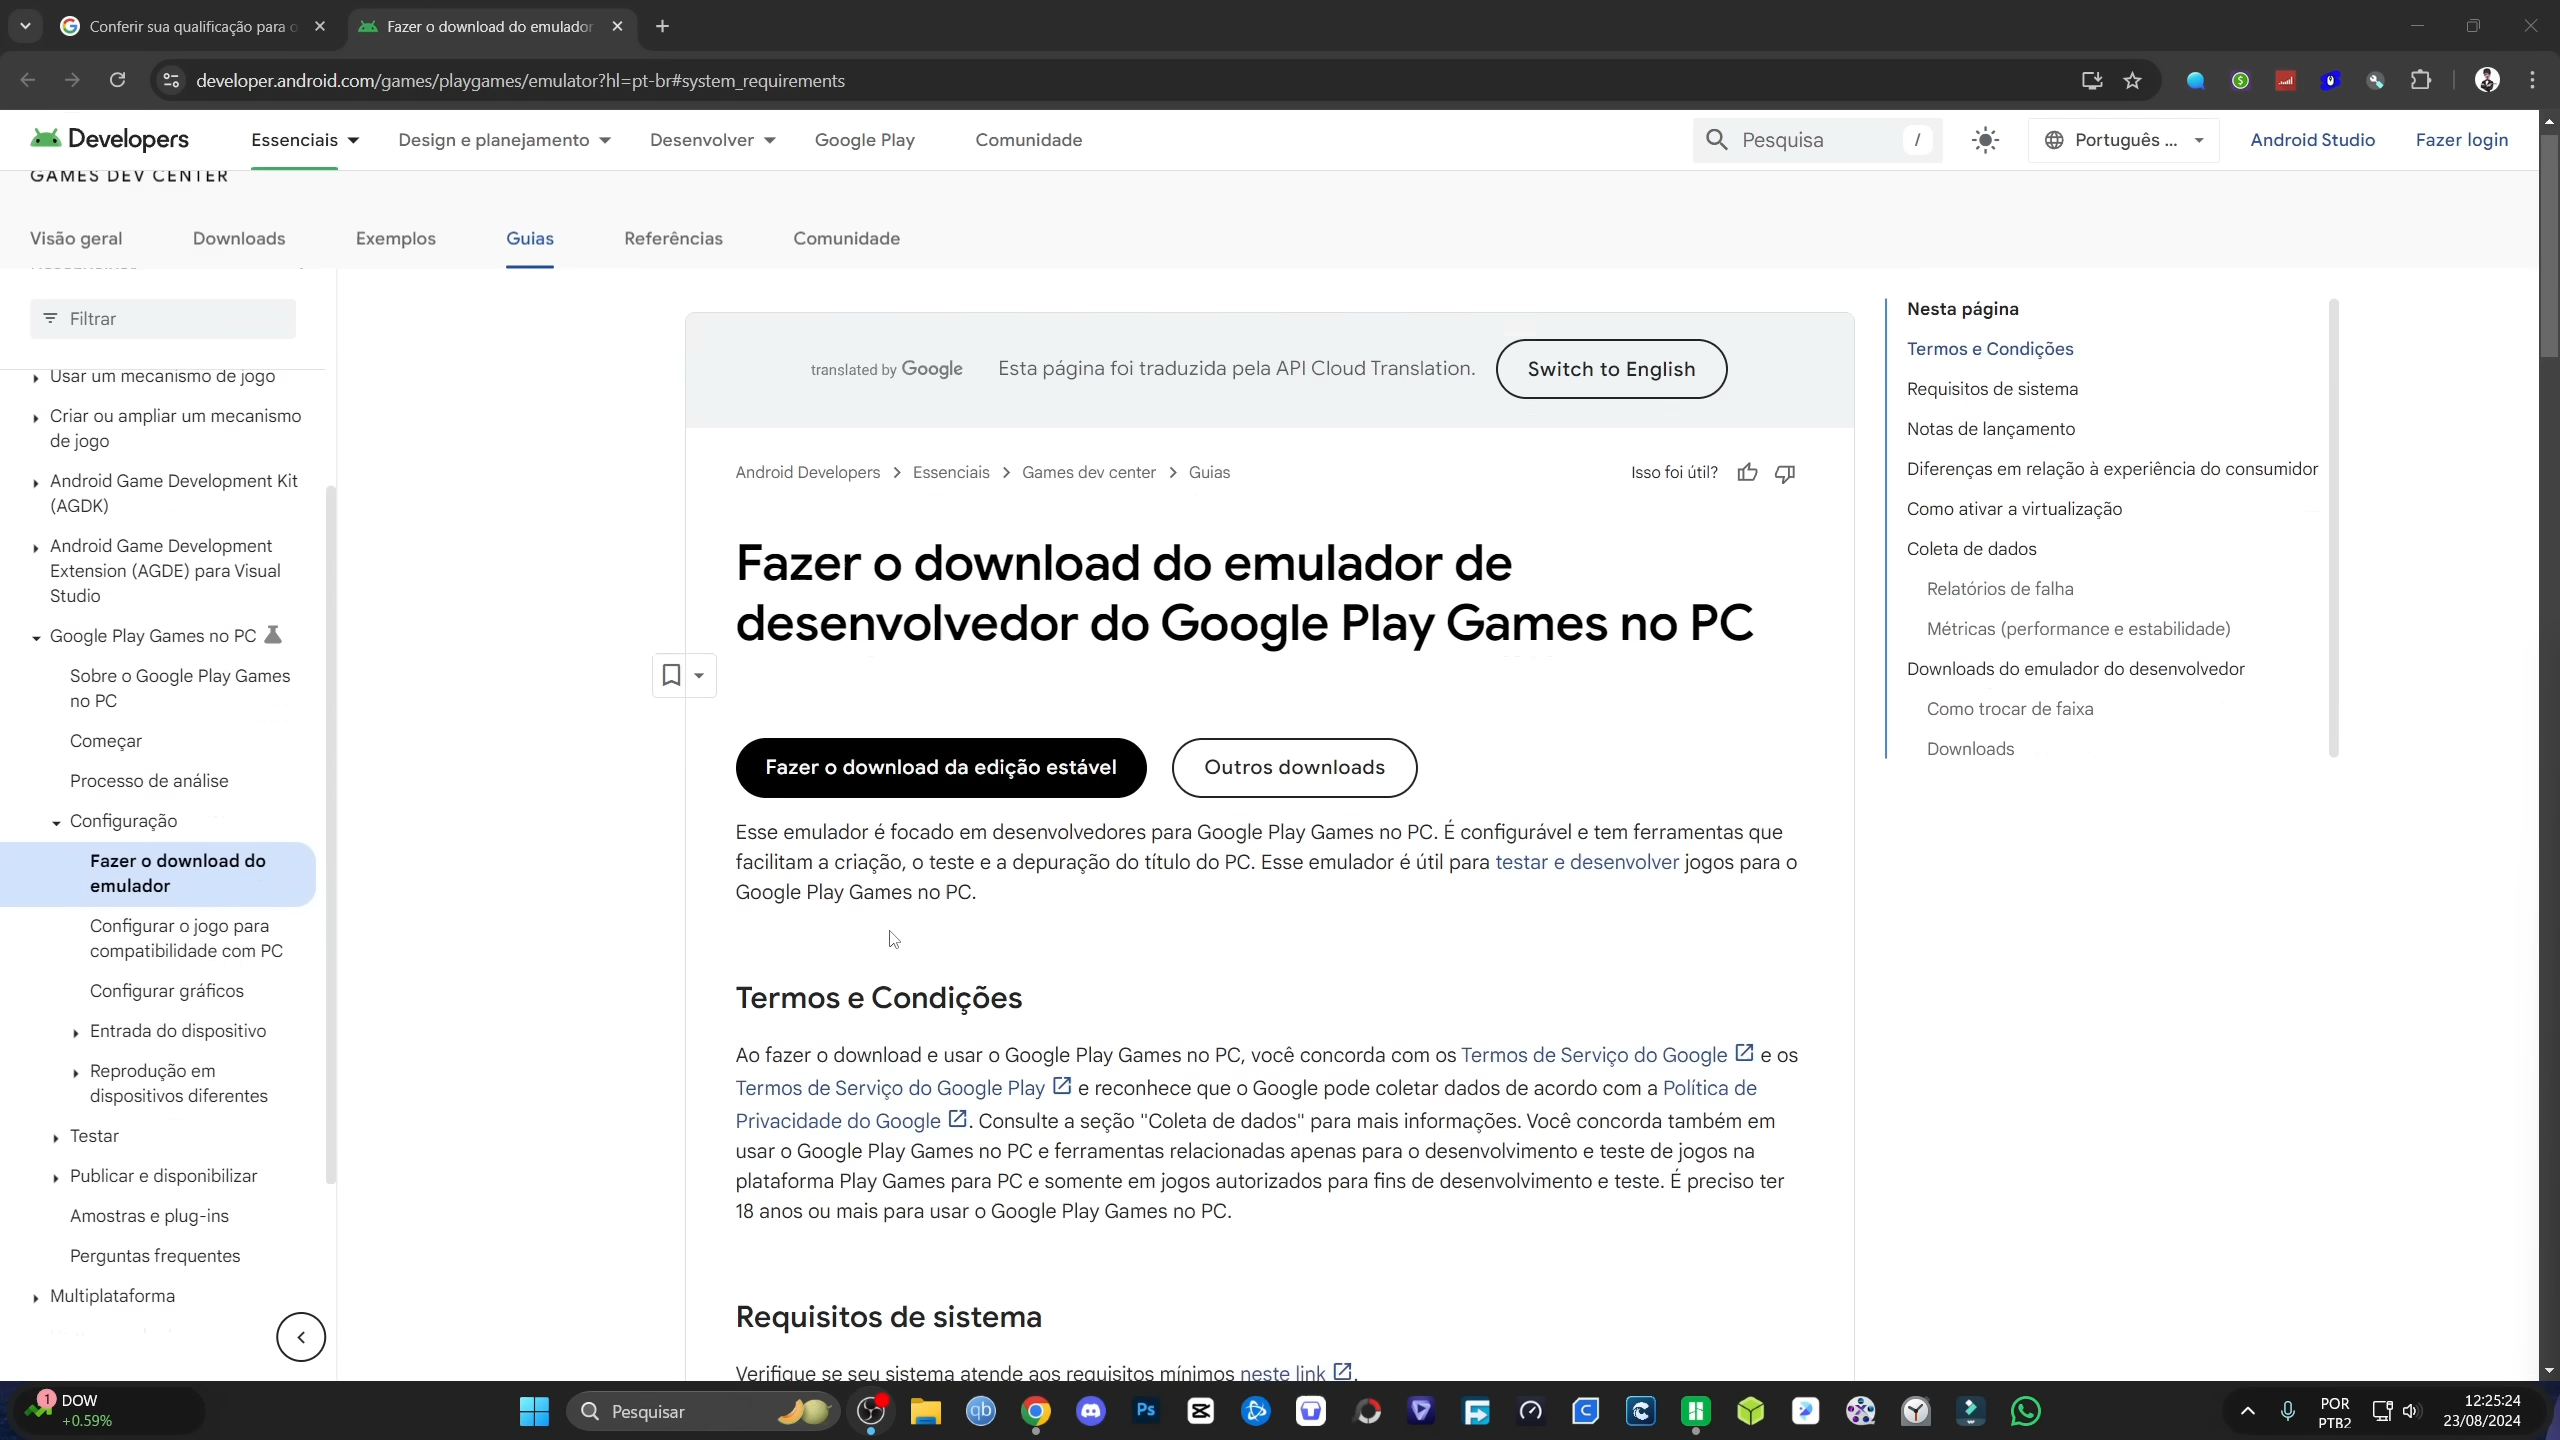 Conferir sua qualificação para o
Fazer o download do emulador
developer.android.com/games/playgames/emulator?hl=pt-br#system_requirements
Developers
Essenciais
Design e planejamento
Desenvolver
Google Play
Comunidade
Pesquisa
/
Português ...
Android Studio
Fazer login
GAMES DEV CENTER
Visão geral
Downloads
Exemplos
Guias
Referências
Comunidade
Filtrar
Usar um mecanismo de jogo
Criar ou ampliar um mecanismo
de jogo
Android Game Development Kit
(AGDK)
Android Game Development
Extension (AGDE) para Visual
Studio
Google Play Games no PC
Sobre o Google Play Games
no PC
Começar
Processo de análise
Configuração
Fazer o download do
emulador
Configurar o jogo para
compatibilidade com PC
Configurar gráficos
Entrada do dispositivo
Reprodução em
dispositivos diferentes
Testar
Publicar e disponibilizar
Amostras e plug-ins
Perguntas frequentes
Multiplataforma
translated by Google
Esta página foi traduzida pela API Cloud Translation.
Switch to English
Android Developers > Essenciais > Games dev center > Guias
Isso foi útil?
Fazer o download do emulador de
desenvolvedor do Google Play Games no PC
Fazer o download da edição estável
Outros downloads
Esse emulador é focado em desenvolvedores para Google Play Games no PC. É configurável e tem ferramentas que
facilitam a criação, o teste e a depuração do título do PC. Esse emulador é útil para testar e desenvolver jogos para o
Google Play Games no PC.
Termos e Condições
Ao fazer o download e usar o Google Play Games no PC, você concorda com os Termos de Serviço do Google e os
Termos de Serviço do Google Play e reconhece que o Google pode coletar dados de acordo com a Política de
Privacidade do Google. Consulte a seção "Coleta de dados" para mais informações. Você concorda também em
usar o Google Play Games no PC e ferramentas relacionadas apenas para o desenvolvimento e teste de jogos na
plataforma Play Games para PC e somente em jogos autorizados para fins de desenvolvimento e teste. É preciso ter
18 anos ou mais para usar o Google Play Games no PC.
Requisitos de sistema
Verifique se seu sistema atende aos requisitos mínimos neste link.
Nesta página
Termos e Condições
Requisitos de sistema
Notas de lançamento
Diferenças em relação à experiência do consumidor
Como ativar a virtualização
Coleta de dados
Relatórios de falha
Métricas (performance e estabilidade)
Downloads do emulador do desenvolvedor
Como trocar de faixa
Downloads
1
DOW
+0.59%
Pesquisar
qb
Ps
POR
PTB2
12:25:24
23/08/2024